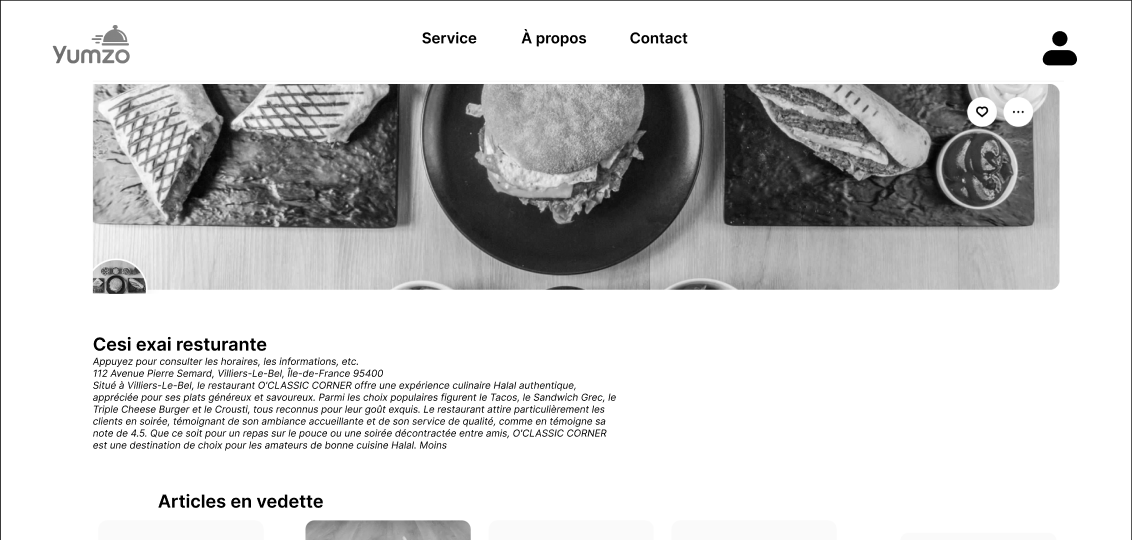 Yumzo
Service
À propos
Contact
Cesi exai resturante
Appuyez pour consulter les horaires, les informations, etc.
112 Avenue Pierre Semard, Villiers-Le-Bel, Île-de-France 95400
Situé à Villiers-Le-Bel, le restaurant O'CLASSIC CORNER offre une expérience culinaire Halal authentique,
appréciée pour ses plats généreux et savoureux. Parmi les choix populaires figurent le Tacos, le Sandwich Grec, le
Triple Cheese Burger et le Crousti, tous reconnus pour leur goût exquis. Le restaurant attire particulièrement les
clients en soirée, témoignant de son ambiance accueillante et de son service de qualité, comme en témoigne sa
note de 4.5. Que ce soit pour un repas sur le pouce ou une soirée décontractée entre amis, O'CLASSIC CORNER
est une destination de choix pour les amateurs de bonne cuisine Halal. Moins
Articles en vedette